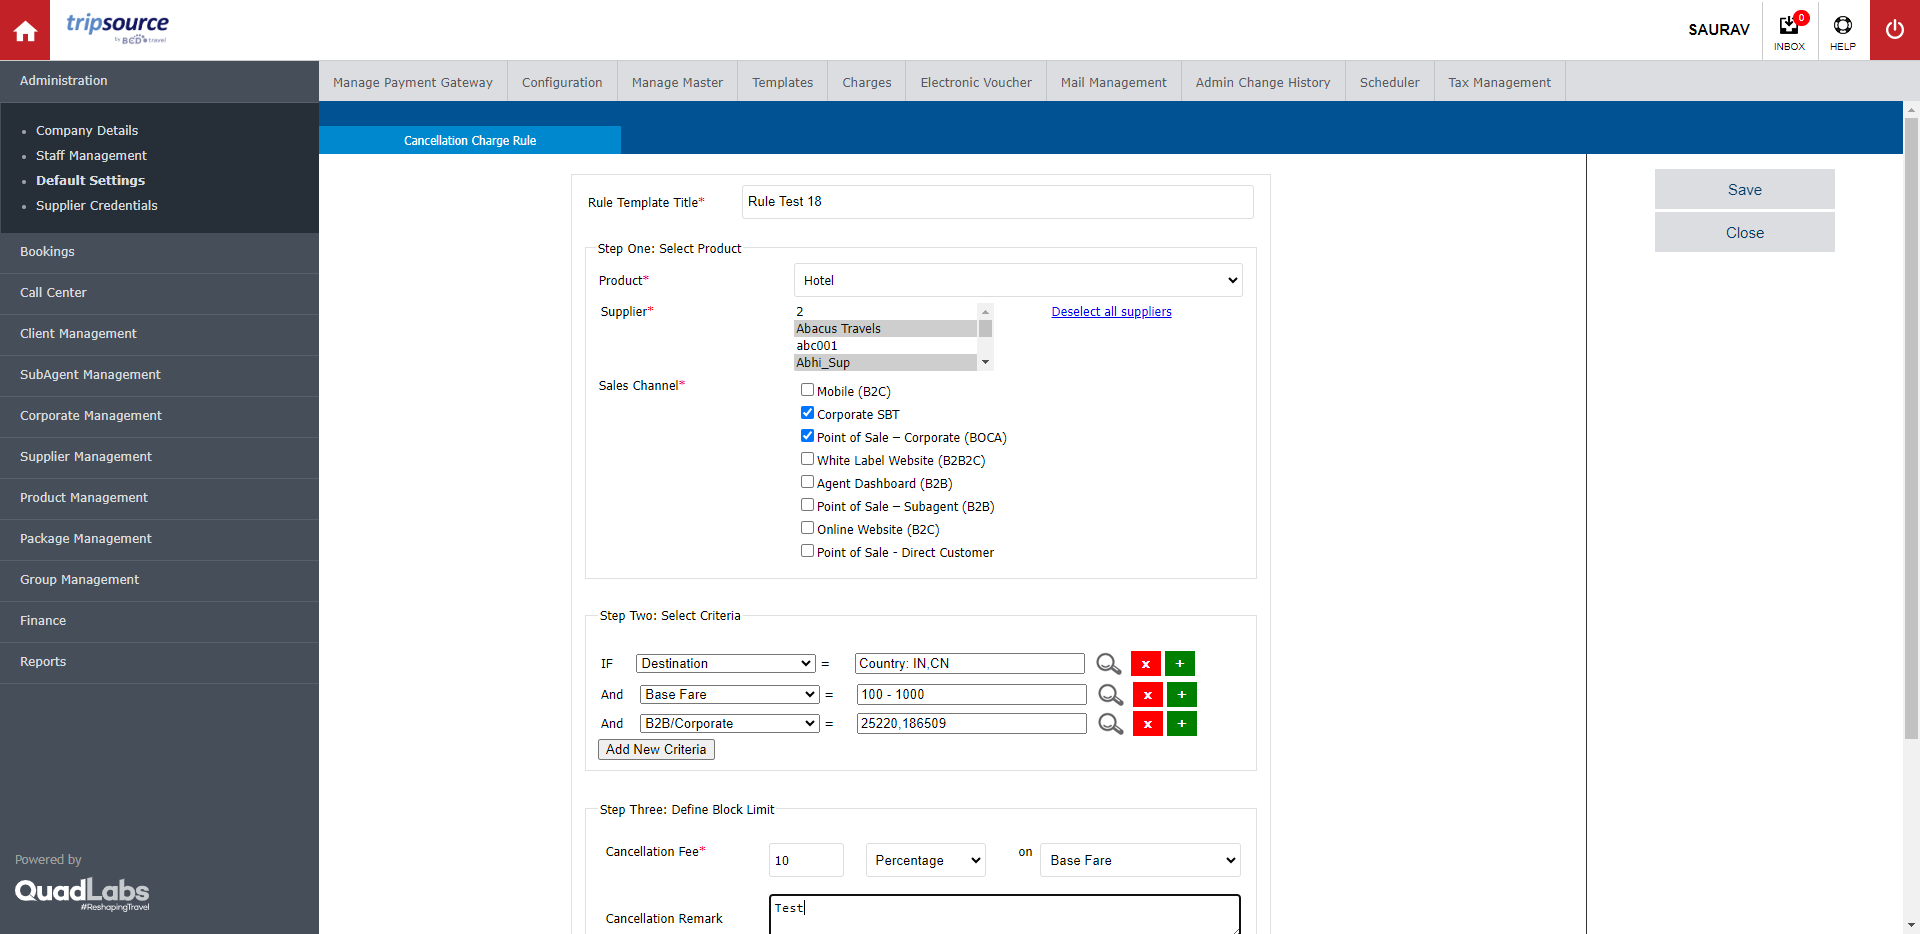 tripsource
by BCD travel
SAURAV
0
INBOX
HELP
Administration
Company Details
Staff Management
Default Settings
Supplier Credentials
Bookings
Call Center
Client Management
SubAgent Management
Corporate Management
Supplier Management
Product Management
Package Management
Group Management
Finance
Reports
Powered by
QuadLabs
#ReshapingTravel
Manage Payment Gateway
Configuration
Manage Master
Templates
Charges
Electronic Voucher
Mail Management
Admin Change History
Scheduler
Tax Management
Cancellation Charge Rule
Save
Close
Rule Template Title* Rule Test 18
Step One: Select Product
Product* Hotel
Supplier* 2
Abacus Travels
abc001
Abhi_Sup
Deselect all suppliers
Sales Channel*
Mobile (B2C)
Corporate SBT
Point of Sale – Corporate (BOCA)
White Label Website (B2B2C)
Agent Dashboard (B2B)
Point of Sale – Subagent (B2B)
Online Website (B2C)
Point of Sale - Direct Customer
Step Two: Select Criteria
IF Destination = Country: IN,CN x +
And Base Fare = 100 - 1000 x +
And B2B/Corporate = 25220,186509 x +
Add New Criteria
Step Three: Define Block Limit
Cancellation Fee* 10 Percentage on Base Fare
Cancellation Remark Test